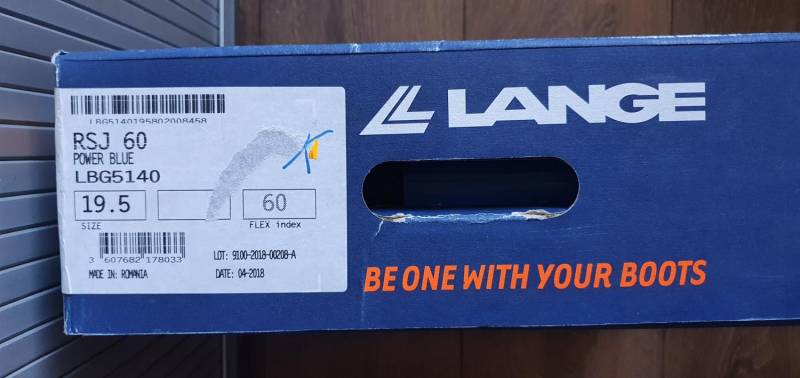 LBG5140195802008458
RSJ 60
POWER BLUE
LBG5140
19.5
60
SIZE
FLEX index
3 607682 178033
LOT: 9100-2018-00208-A
MADE IN: ROMANIA
DATE: 04-2018
LANGE
BE ONE WITH YOUR BOOTS